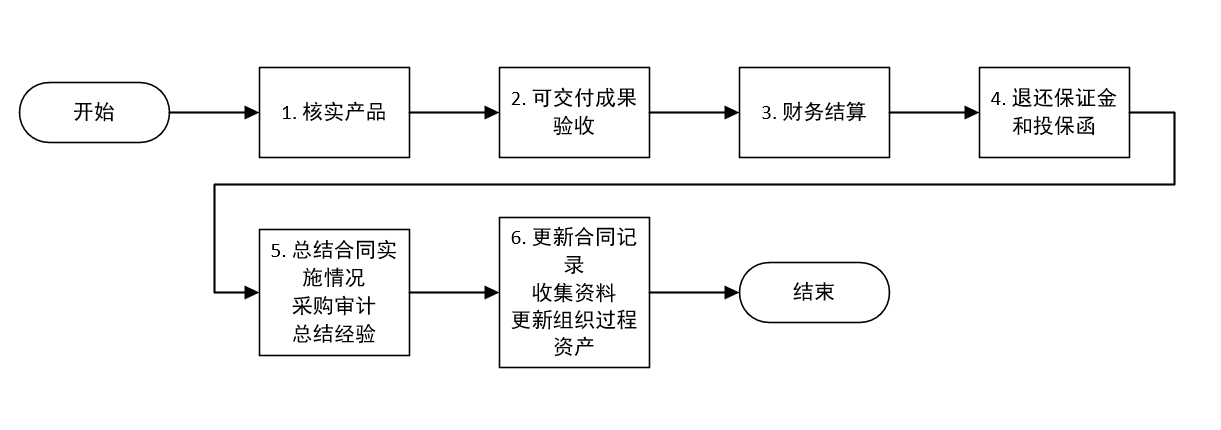 开始
1. 核实产品
2. 可交付成果
验收
3. 财务结算
4. 退还保证金
和投保函
5. 总结合同实
施情况
采购审计
总结经验
6. 更新合同记
录
收集资料
更新组织过程
资产
结束